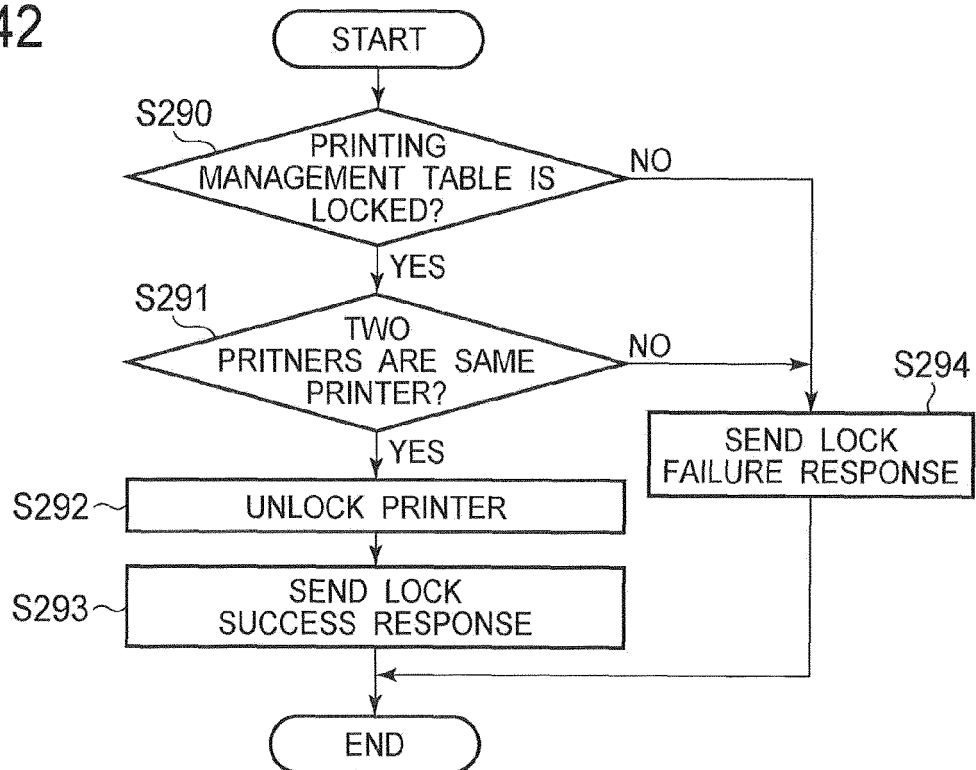 42
START
S290
PRINTING
MANAGEMENT TABLE IS
LOCKED?
NO
YES
S291
TWO
PRITNERS ARE SAME
PRINTER?
NO
YES
S294
SEND LOCK
FAILURE RESPONSE
S292
UNLOCK PRINTER
S293
SEND LOCK
SUCCESS RESPONSE
END